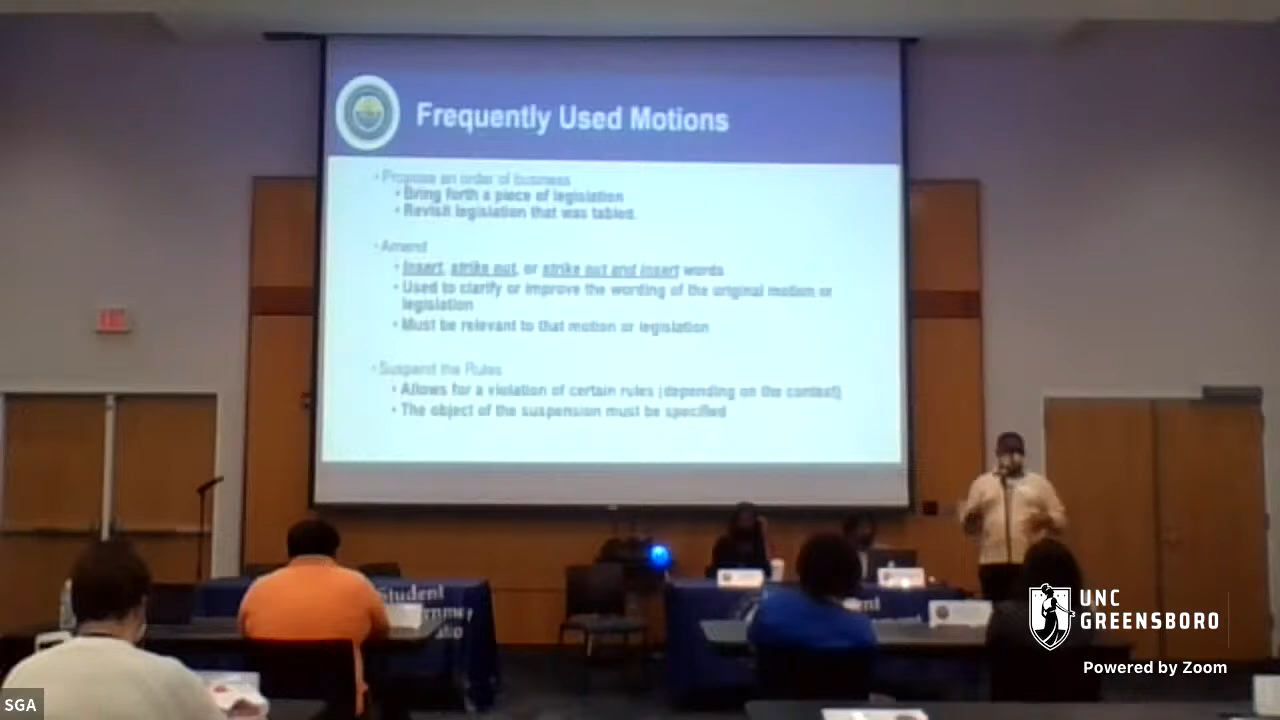 Frequently Used Motions
• Propose an order of business
• Bring forth a piece of legislation
• Revisit legislation that was tabled.
• Amend
• Insert, strike out, or strike out and insert words
• Used to clarify or improve the wording of the original motion or
legislation
• Must be relevant to that motion or legislation
• Suspend the Rules
• Allows for a violation of certain rules (depending on the context)
• The object of the suspension must be specified
EXIT
Student
UNC
GREENSBORO
Powered by Zoom
SGA